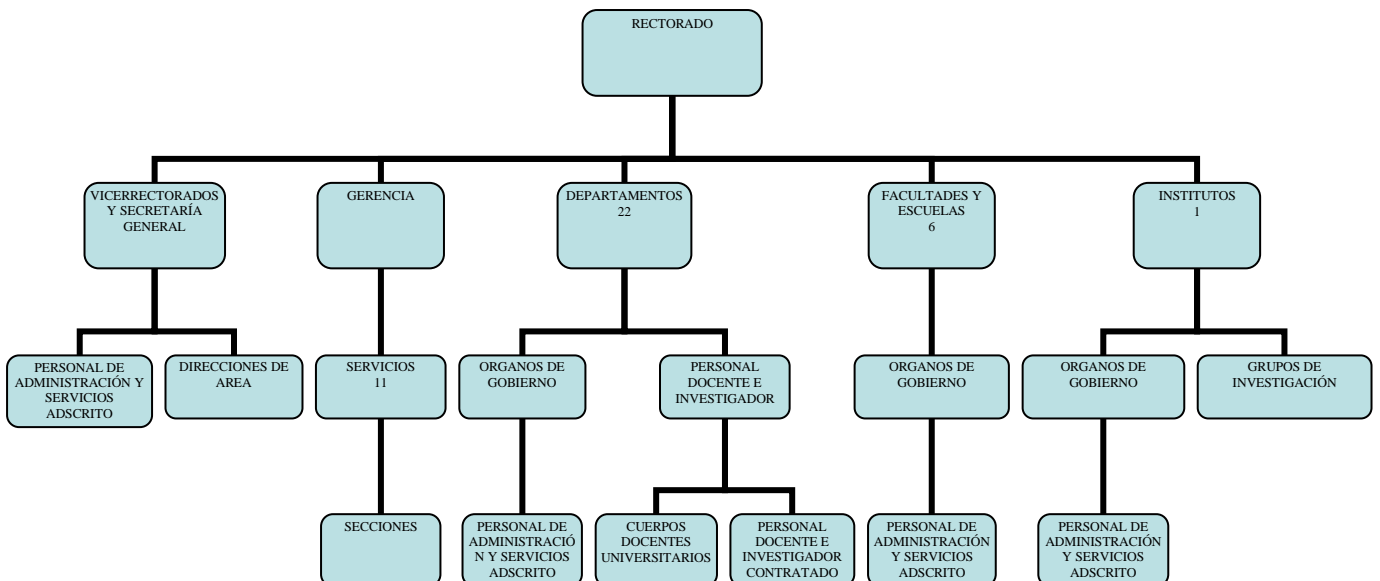 RECTORADO
VICERRECTORADOS
Y SECRETARÍA
GENERAL
GERENCIA
DEPARTAMENTOS
22
FACULTADES Y
ESCUELAS
6
INSTITUTOS
1
PERSONAL DE
ADMINISTRACIÓN Y
SERVICIOS
ADSCRITO
DIRECCIONES DE
AREA
SERVICIOS
11
ORGANOS DE
GOBIERNO
PERSONAL
DOCENTE E
INVESTIGADOR
ORGANOS DE
GOBIERNO
ORGANOS DE
GOBIERNO
GRUPOS DE
INVESTIGACIÓN
SECCIONES
PERSONAL DE
ADMINISTRACIÓ
N Y SERVICIOS
ADSCRITO
CUERPOS
DOCENTES
UNIVERSITARIOS
PERSONAL
DOCENTE E
INVESTIGADOR
CONTRATADO
PERSONAL DE
ADMINISTRACIÓN
Y SERVICIOS
ADSCRITO
PERSONAL DE
ADMINISTRACIÓN
Y SERVICIOS
ADSCRITO